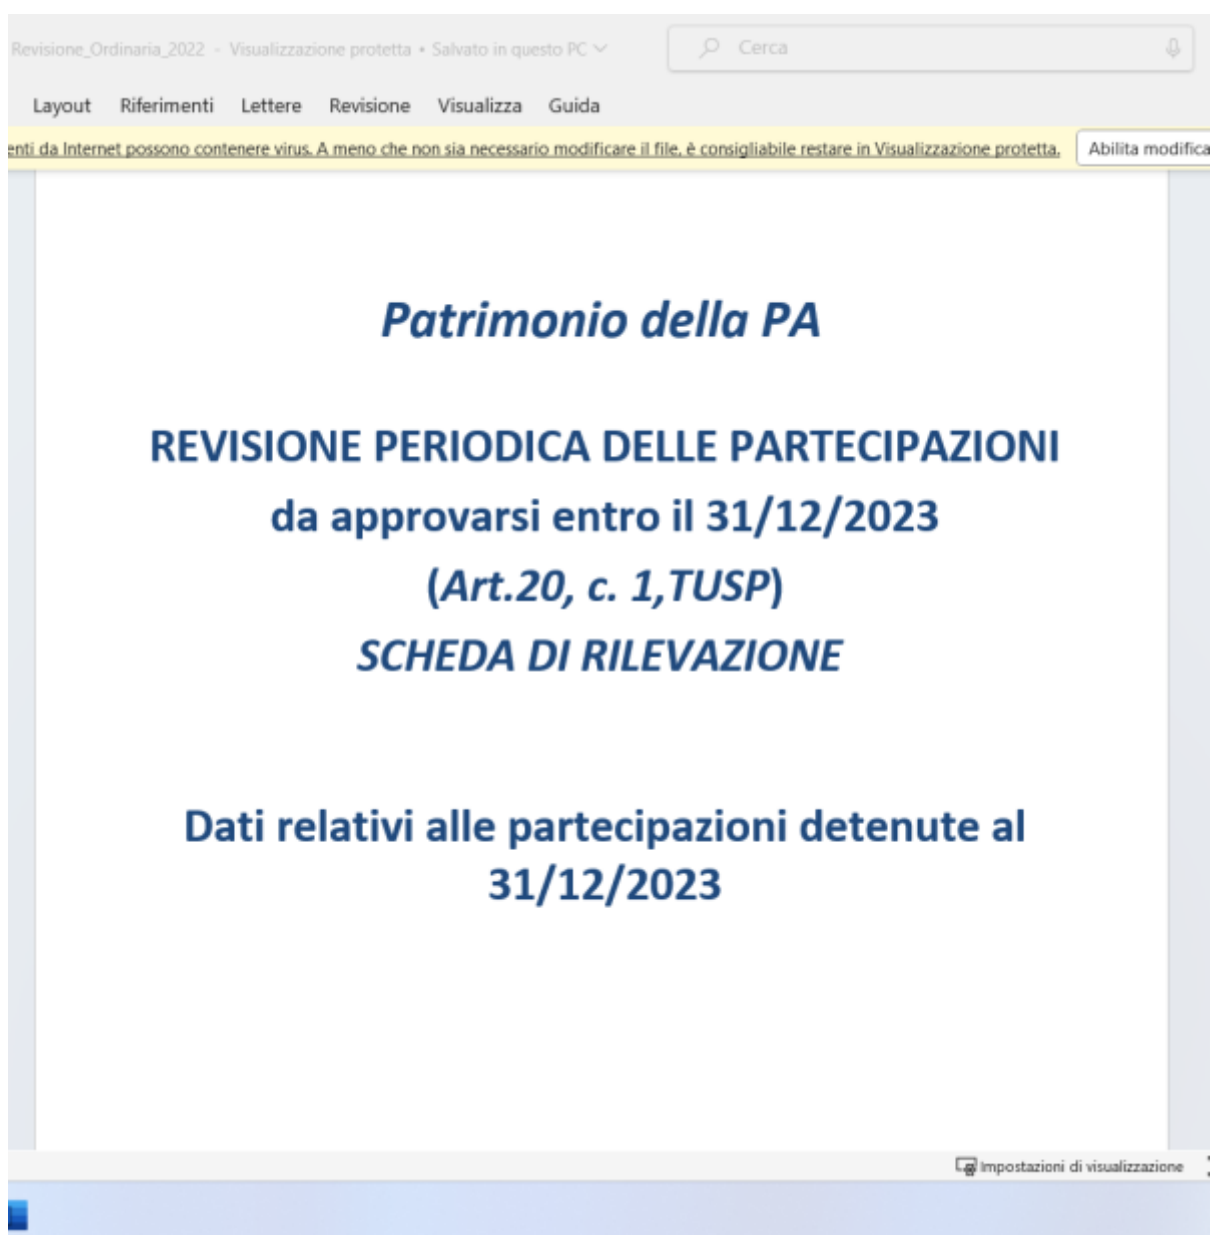 Revisione_Ordinaria_2022 - Visualizzazione protetta • Salvato in questo PC
Cerca
Layout Riferimenti Lettere Revisione Visualizza Guida
enti da Internet possono contenere virus. A meno che non sia necessario modificare il file, è consigliabile restare in Visualizzazione protetta. Abilita modifica
Patrimonio della PA
REVISIONE PERIODICA DELLE PARTECIPAZIONI
da approvarsi entro il 31/12/2023
(Art.20, c. 1,TUSP)
SCHEDA DI RILEVAZIONE
Dati relativi alle partecipazioni detenute al
31/12/2023
Impostazioni di visualizzazione